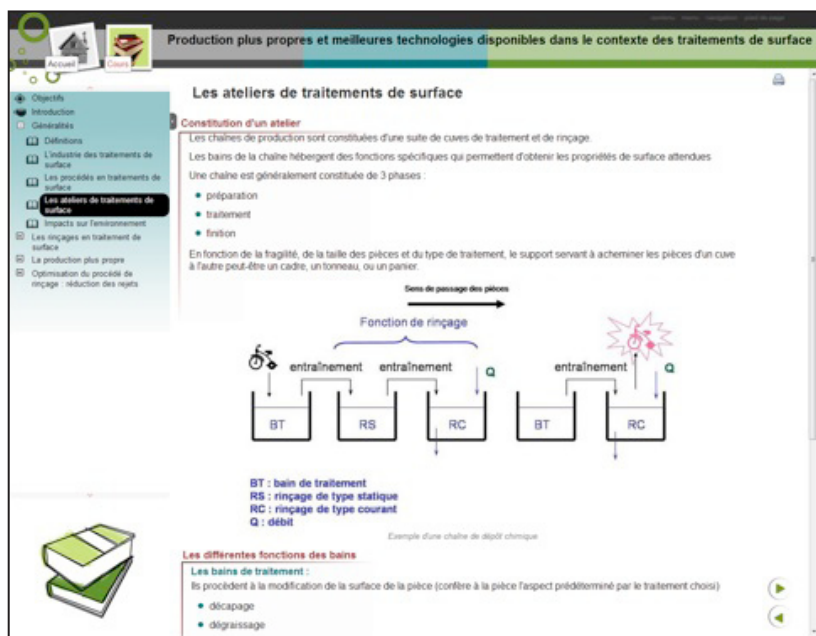 contenu menu navigation pied de page
Production plus propres et meilleures technologies disponibles dans le contexte des traitements de surface
Accueil
Cours
Objectifs
Introduction
Généralités
Définitions
L'industrie des traitements de
surface
Les procédés en traitements de
surface
Les ateliers de traitements de
surface
Impacts sur l'environnement
Les rinçages en traitement de
surface
La production plus propre
Optimisation du procédé de
rinçage : réduction des rejets
Les ateliers de traitements de surface
Constitution d'un atelier
Les chaînes de production sont constituées d'une suite de cuves de traitement et de rinçage.
Les bains de la chaîne hébergent des fonctions spécifiques qui permettent d'obtenir les propriétés de surface attendues
Une chaîne est généralement constituée de 3 phases :
préparation
traitement
finition
En fonction de la fragilité, de la taille des pièces et du type de traitement, le support servant à acheminer les pièces d'un cuve
à l'autre peut-être un cadre, un tonneau, ou un panier.
Sens de passage des pièces
Fonction de rinçage
entraînement entraînement Q entraînement Q
BT RS RC BT RC
BT : bain de traitement
RS : rinçage de type statique
RC : rinçage de type courant
Q : débit
Exemple d'une chaîne de dépôt chimique
Les différentes fonctions des bains
Les bains de traitement :
Ils procèdent à la modification de la surface de la pièce (confère à la pièce l'aspect prédéterminé par le traitement choisi)
décapage
dégraissage